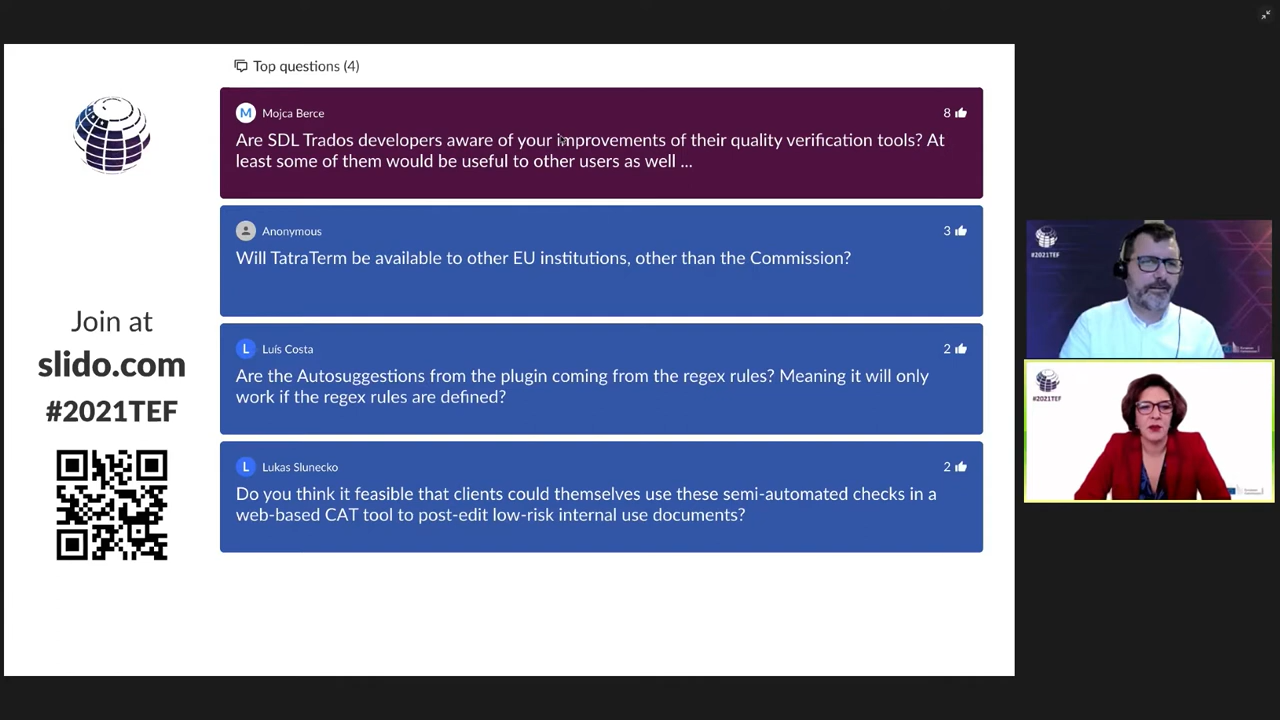 Top questions (4)
M Mojca Berce 8
Are SDL Trados developers aware of your improvements of their quality verification tools? At
least some of them would be useful to other users as well ...
Anonymous 3
Will TatraTerm be available to other EU institutions, other than the Commission?
L Luís Costa 2
Are the Autosuggestions from the plugin coming from the regex rules? Meaning it will only
work if the regex rules are defined?
L Lukas Slunecko 2
Do you think it feasible that clients could themselves use these semi-automated checks in a
web-based CAT tool to post-edit low-risk internal use documents?
Join at
slido.com
#2021TEF
#2021TEF
#2021TEF